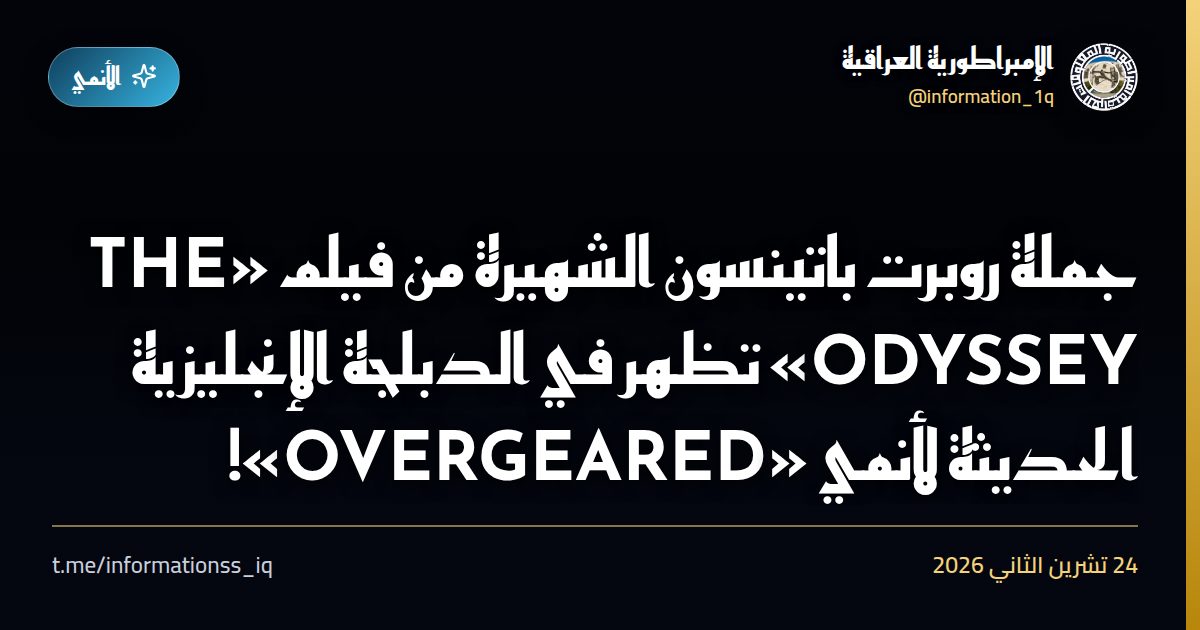 الإمبراطورية العراقية
@information_1q
الأنمي
جملة روبرت باتينسون الشهيرة من فيلم «THE
ODYSSEY» تظهر في الدبلجة الإنجليزية
الحديثة لأنمي «OVERGEARED»!
24 تشرين الثاني 2026
t.me/informationss_iq